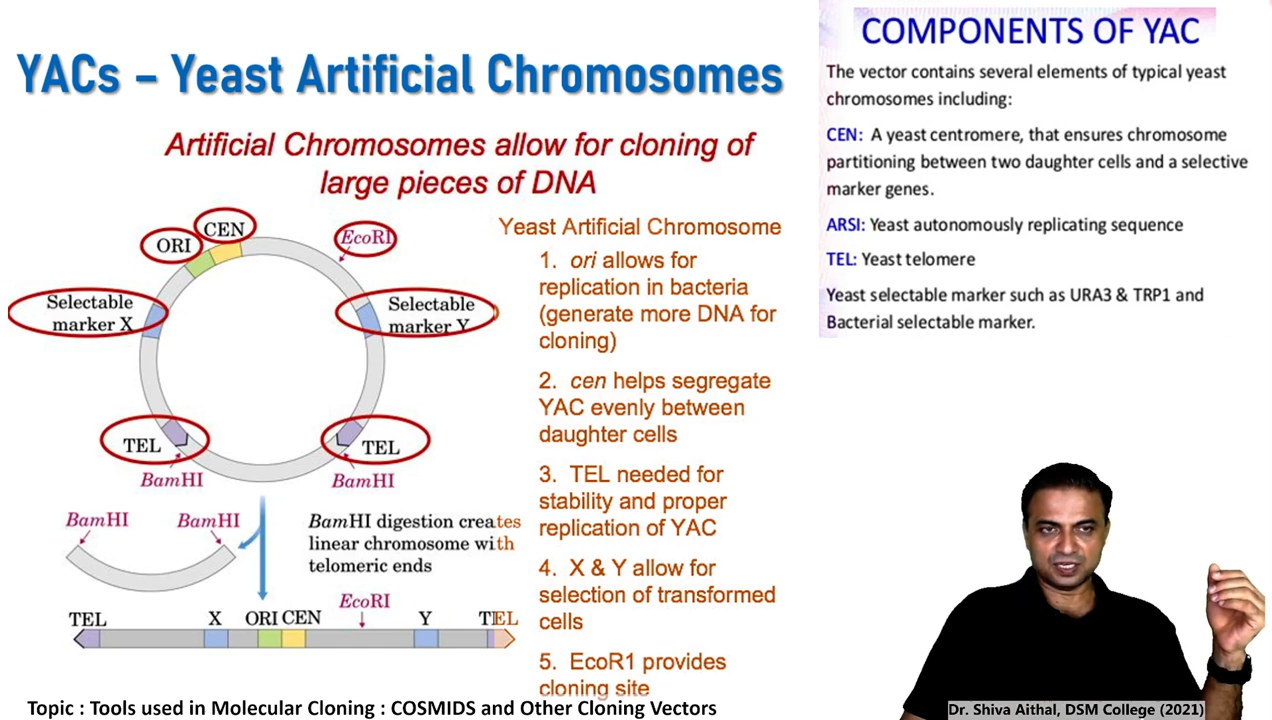 YACs – Yeast Artificial Chromosomes
Artificial Chromosomes allow for cloning of
large pieces of DNA
CEN
ORI
EcoRI
Selectable
marker X
Selectable
marker Y
TEL
TEL
BamHI
BamHI
BamHI
BamHI
BamHI digestion creates
linear chromosome with
telomeric ends
TEL
X
ORI
CEN
EcoRI
Y
TEL
Yeast Artificial Chromosome
1. ori allows for
replication in bacteria
(generate more DNA for
cloning)
2. cen helps segregate
YAC evenly between
daughter cells
3. TEL needed for
stability and proper
replication of YAC
4. X & Y allow for
selection of transformed
cells
5. EcoR1 provides
cloning site
COMPONENTS OF YAC
The vector contains several elements of typical yeast
chromosomes including:
CEN: A yeast centromere, that ensures chromosome
partitioning between two daughter cells and a selective
marker genes.
ARSI: Yeast autonomously replicating sequence
TEL: Yeast telomere
Yeast selectable marker such as URA3 & TRP1 and
Bacterial selectable marker.
Topic : Tools used in Molecular Cloning : COSMIDS and Other Cloning Vectors
Dr. Shiva Aithal, DSM College (2021)